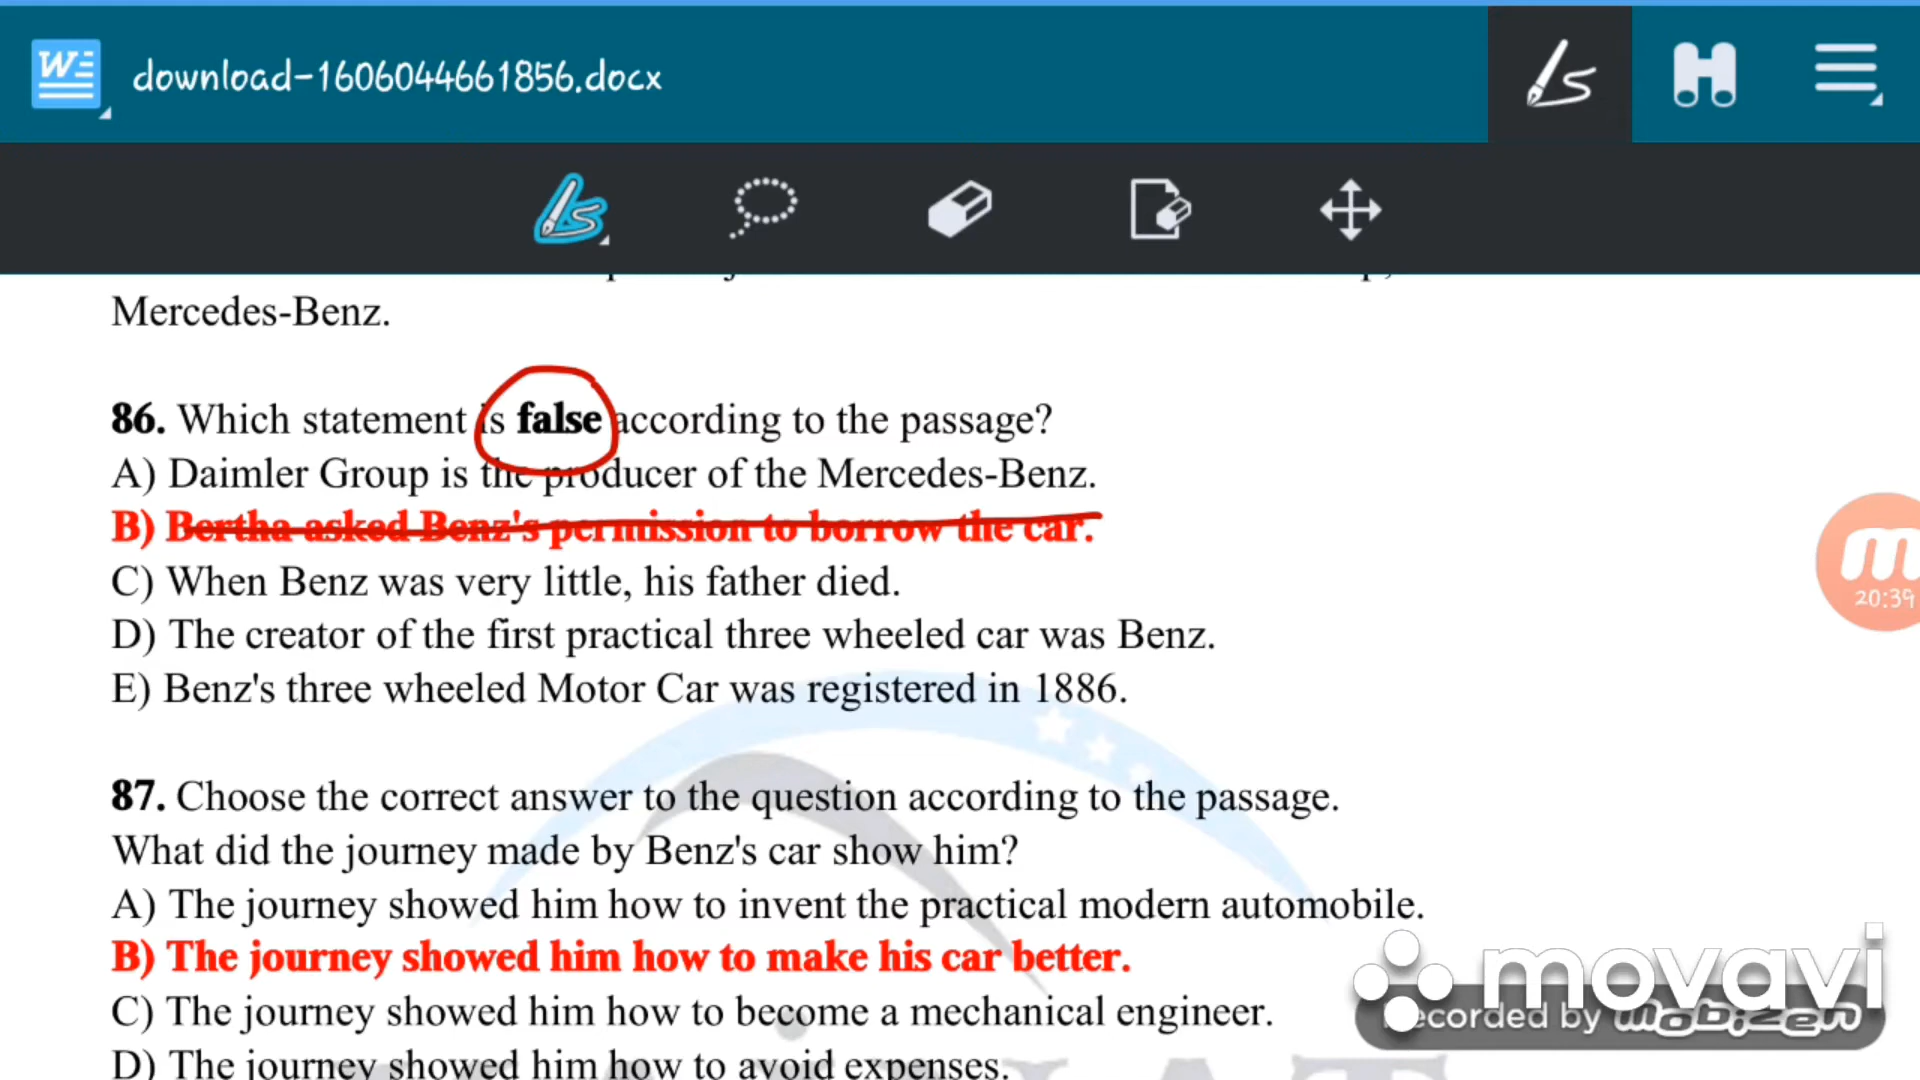 download-1606044661856.docx
Mercedes-Benz.
86. Which statement is false according to the passage?
A) Daimler Group is the producer of the Mercedes-Benz.
B) Bertha asked Benz's permission to borrow the car.
C) When Benz was very little, his father died.
D) The creator of the first practical three wheeled car was Benz.
E) Benz's three wheeled Motor Car was registered in 1886.
20:39
87. Choose the correct answer to the question according to the passage.
What did the journey made by Benz's car show him?
A) The journey showed him how to invent the practical modern automobile.
B) The journey showed him how to make his car better.
C) The journey showed him how to become a mechanical engineer.
D) The journey showed him how to avoid expenses.
movavi
Recorded by mobizen